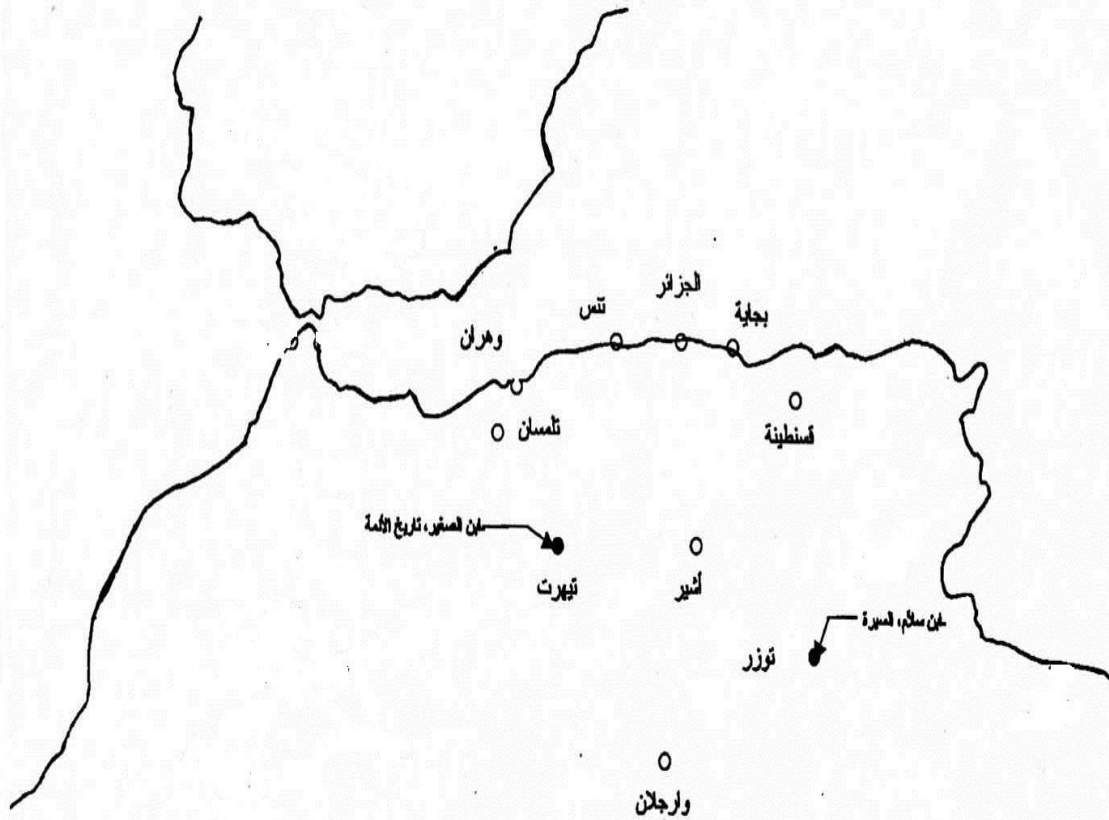 الجزائر
تنس
بجاية
وهران
تلمسان
قسنطينة
ابن الصغير، تاريخ الأئمة
تيهرت
أشير
ابن سلام، السيرة
توزر
وارجلان